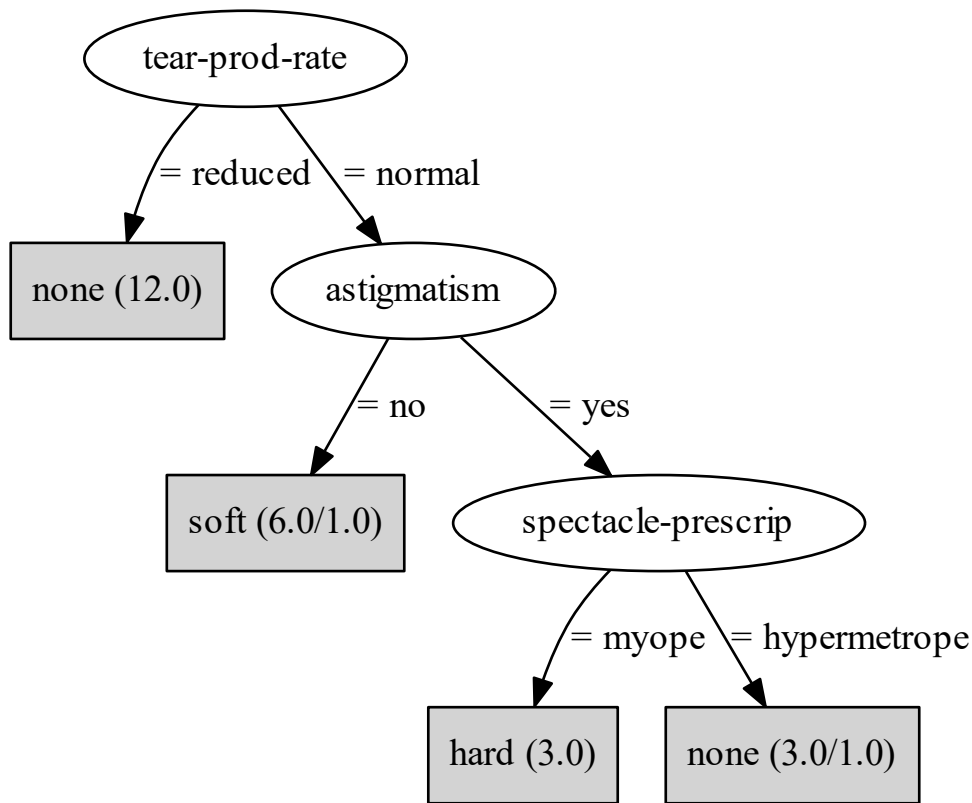 tear-prod-rate
= reduced
= normal
none (12.0)
astigmatism
= no
= yes
soft (6.0/1.0)
spectacle-prescrip
= myope
= hypermetrope
hard (3.0)
none (3.0/1.0)